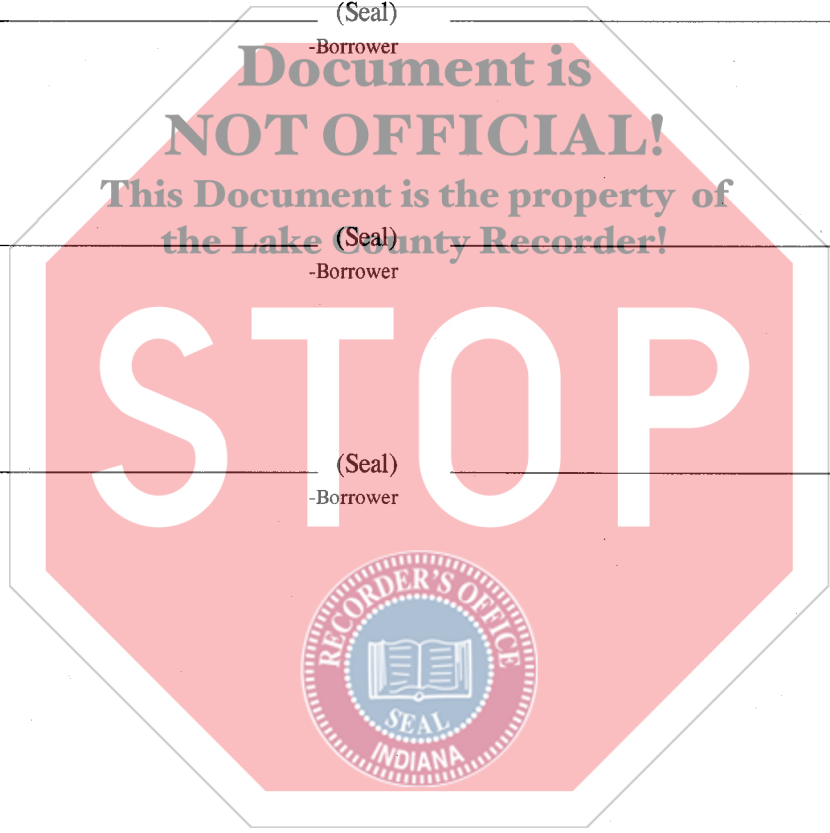 (Seal)
-Borrower
Document is
NOT OFFICIAL!
This Document is the property of
the Lake County Recorder!
(Seal)
-Borrower
STOP
(Seal)
-Borrower
RECORDER'S OFFICE
SEAL
INDIANA